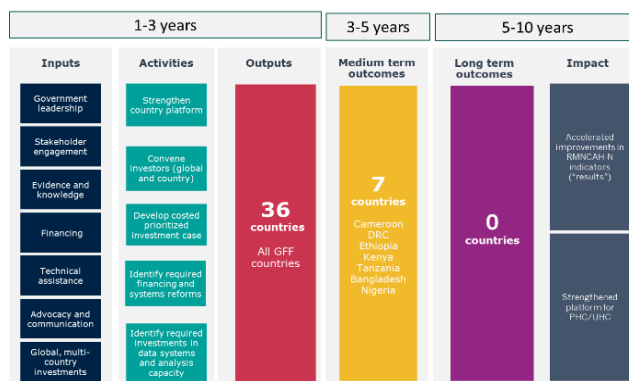 1-3 years
3-5 years
5-10 years
Inputs
Government
leadership
Stakeholder
engagement
Evidence and
knowledge
Financing
Technical
assistance
Advocacy and
communication
Global, multi-
country
investments
Activities
Strengthen
country platform
Convene
investors (global
and country)
Develop costed
prioritized
investment case
Identify required
financing and
systems reforms
Identify required
investments in
data systems
and analysis
capacity
Outputs
36
countries
All GFF
countries
Medium term
outcomes
7
countries
Cameroon
DRC
Ethiopia
Kenya
Tanzania
Bangladesh
Nigeria
Long term
outcomes
0
countries
Impact
Accelerated
improvements in
RMNCAH-N
indicators
("results")
Strengthened
platform for
PHC/UHC